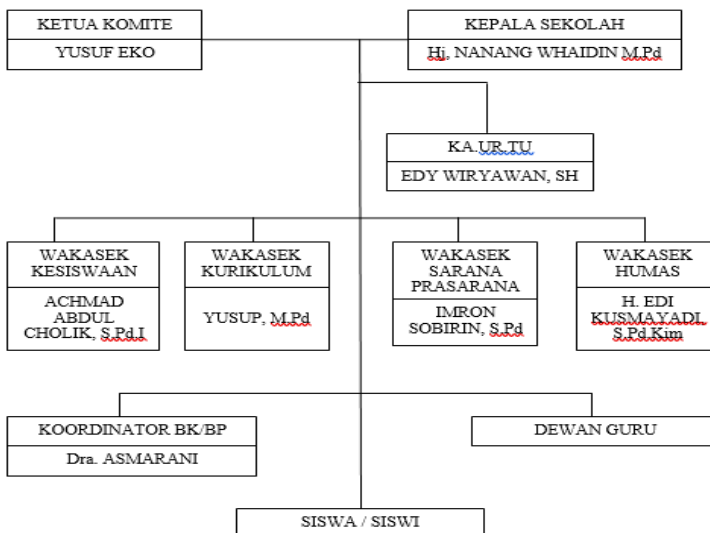 KETUA KOMITE
YUSUF EKO
KEPALA SEKOLAH
Hj, NANANG WHAIDIN M.Pd
KA.UR.TU
EDY WIRYAWAN, SH
WAKASEK
KESISWAAN
ACHMAD
ABDUL
CHOLIK, S.Pd.I
WAKASEK
KURIKULUM
YUSUP, M.Pd
WAKASEK
SARANA
PRASARANA
IMRON
SOBIRIN, S.Pd
WAKASEK
HUMAS
H. EDI
KUSMAYADI,
S.Pd.Kim
KOORDINATOR BK/BP
Dra. ASMARANI
DEWAN GURU
SISWA / SISWI